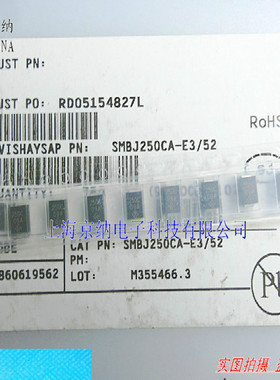 纳
NA
UST PN:
UST PO: RD05154827L
RoHS
VISHAYSAP PN: SMBJ250CA-E3/52
QUANTITY:
上海京纳电子科技有限公司
ODE
CAT PN: SMBJ250CA-E3/52
PM:
860619562
LOT: M355466.3
实图拍摄